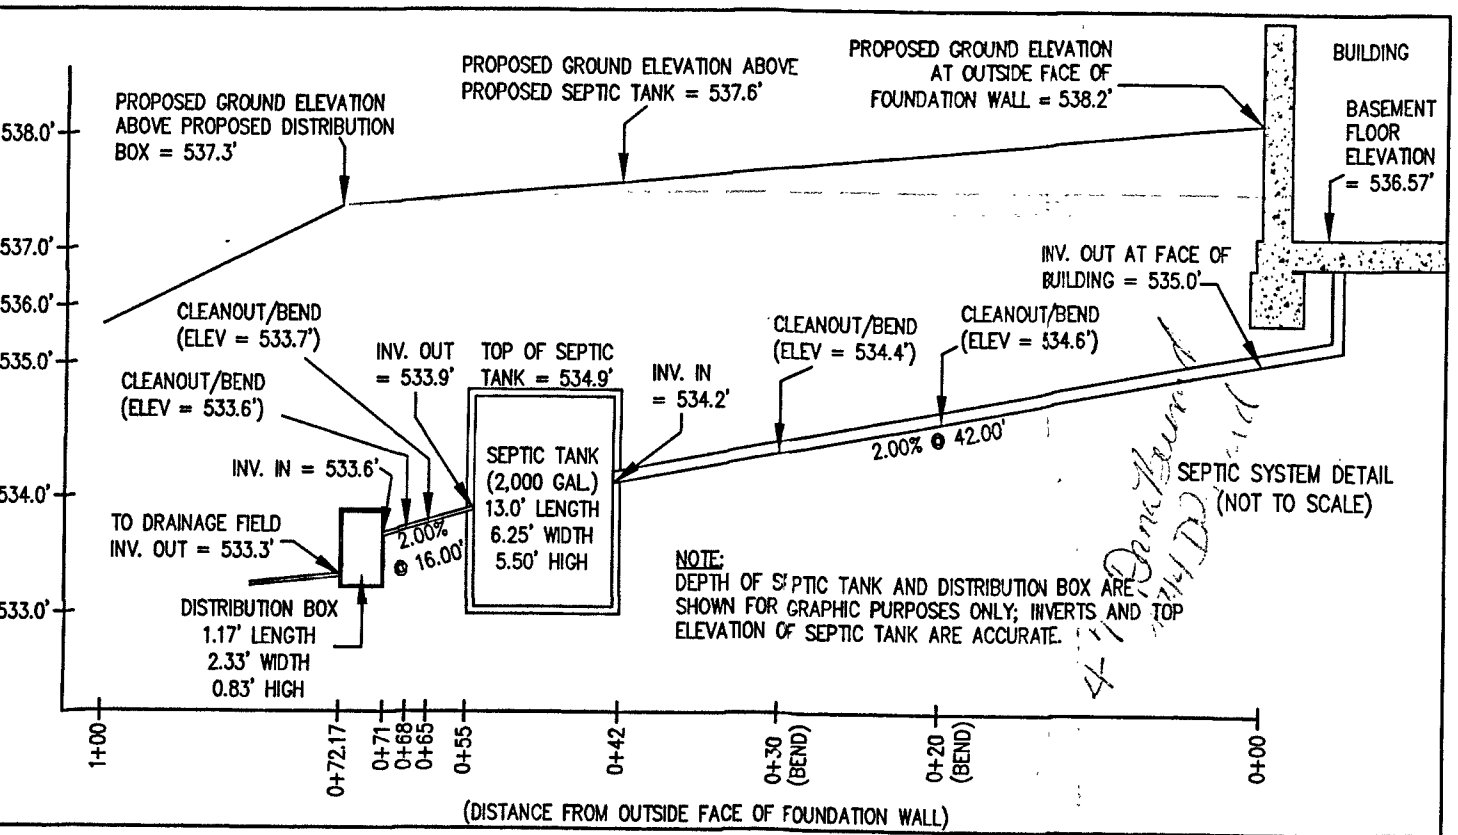 PROPOSED GROUND ELEVATION
ABOVE PROPOSED DISTRIBUTION
BOX = 537.3'
PROPOSED GROUND ELEVATION ABOVE
PROPOSED SEPTIC TANK = 537.6'
PROPOSED GROUND ELEVATION
AT OUTSIDE FACE OF
FOUNDATION WALL = 538.2'
BUILDING
BASEMENT
FLOOR
ELEVATION
= 536.57'
538.0'
537.0'
536.0'
535.0'
534.0'
533.0'
INV. OUT AT FACE OF
BUILDING = 535.0'
CLEANOUT/BEND
(ELEV = 533.7')
CLEANOUT/BEND
(ELEV = 533.6')
INV. OUT
= 533.9'
TOP OF SEPTIC
TANK = 534.9'
INV. IN
= 534.2'
CLEANOUT/BEND
(ELEV = 534.4')
CLEANOUT/BEND
(ELEV = 534.6')
INV. IN = 533.6'
TO DRAINAGE FIELD
INV. OUT = 533.3'
2.00%
@ 16.00'
SEPTIC TANK
(2,000 GAL.)
13.0' LENGTH
6.25' WIDTH
5.50' HIGH
2.00% @ 42.00'
SEPTIC SYSTEM DETAIL
(NOT TO SCALE)
DISTRIBUTION BOX
1.17' LENGTH
2.33' WIDTH
0.83' HIGH
NOTE:
DEPTH OF SEPTIC TANK AND DISTRIBUTION BOX ARE
SHOWN FOR GRAPHIC PURPOSES ONLY; INVERTS AND TOP
ELEVATION OF SEPTIC TANK ARE ACCURATE.
1+00
0+72.17
0+71
0+68
0+65
0+55
0+42
0+30
(BEND)
0+20
(BEND)
0+00
(DISTANCE FROM OUTSIDE FACE OF FOUNDATION WALL)